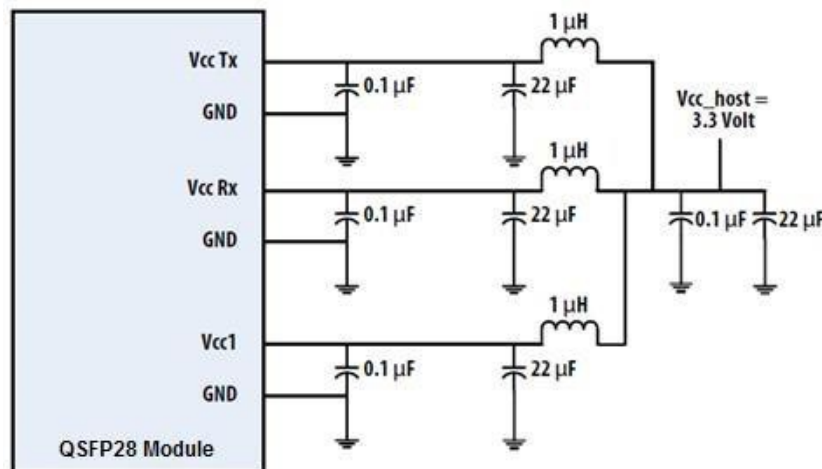 1 µH
Vcc Tx
0.1 µF
22 µF
GND
Vcc_host =
3.3 Volt
1 µH
Vcc Rx
0.1 µF
22 µF
0.1 µF
22 µF
GND
1 µH
Vcc1
0.1 µF
22 µF
GND
QSFP28 Module